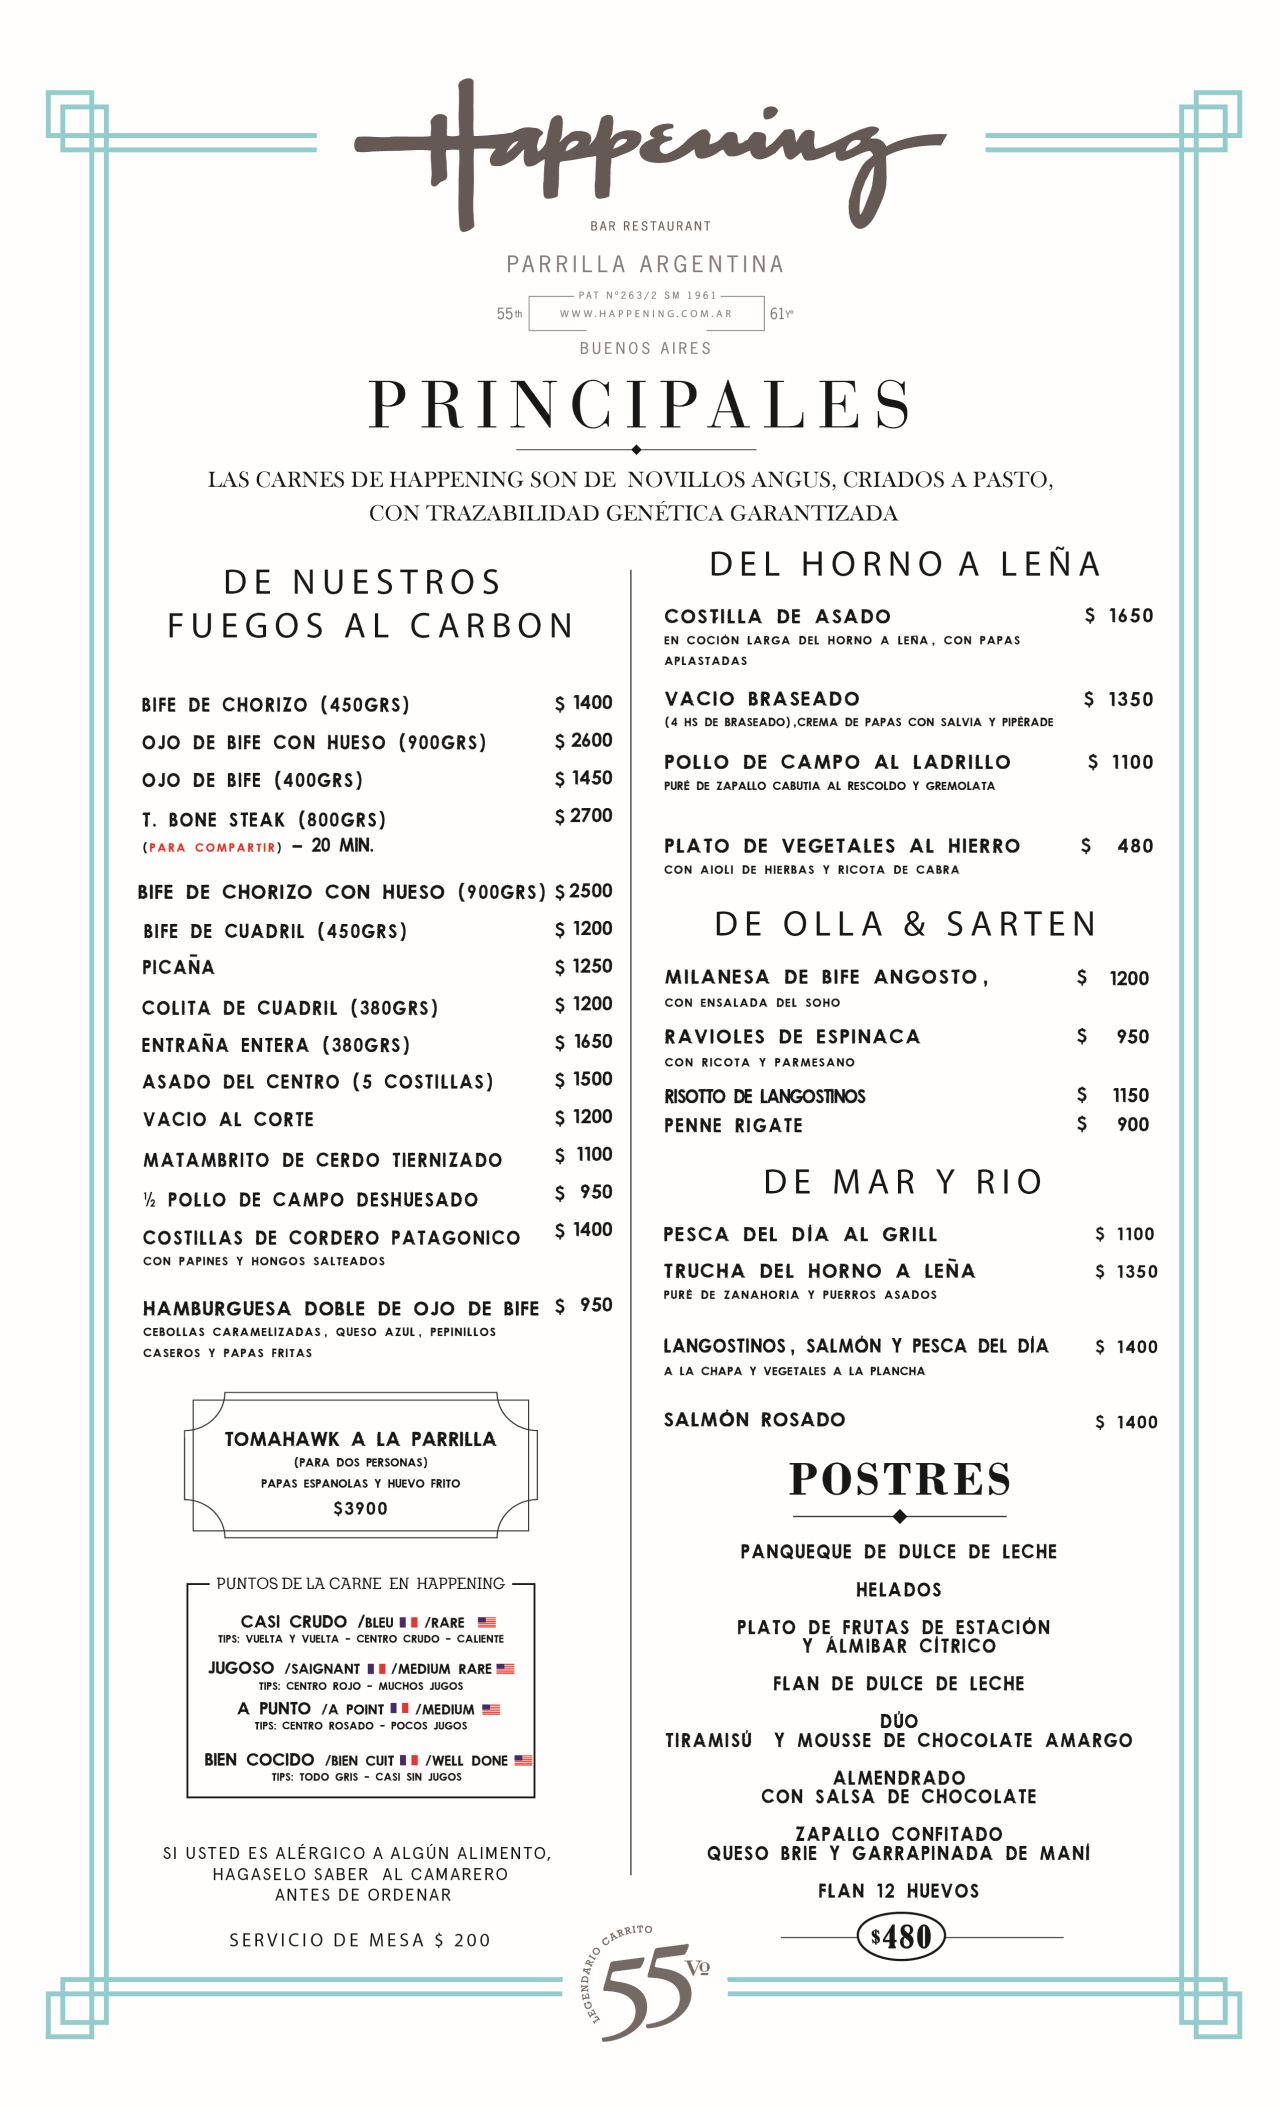 Happening
BAR RESTAURANT
PARRILLA ARGENTINA
PAT Nº263/2 SM 1961
55th WWW.HAPPENING.COM.AR 61Yº
BUENOS AIRES
PRINCIPALES
LAS CARNES DE HAPPENING SON DE NOVILLOS ANGUS, CRIADOS A PASTO,
CON TRAZABILIDAD GENÉTICA GARANTIZADA
DE NUESTROS
FUEGOS AL CARBON
BIFE DE CHORIZO (450GRS) $ 1400
OJO DE BIFE CON HUESO (900GRS) $ 2600
OJO DE BIFE (400GRS) $ 1450
T. BONE STEAK (800GRS) $ 2700
(PARA COMPARTIR) – 20 MIN.
BIFE DE CHORIZO CON HUESO (900GRS) $ 2500
BIFE DE CUADRIL (450GRS) $ 1200
PICAÑA $ 1250
COLITA DE CUADRIL (380GRS) $ 1200
ENTRAÑA ENTERA (380GRS) $ 1650
ASADO DEL CENTRO (5 COSTILLAS) $ 1500
VACIO AL CORTE $ 1200
MATAMBRITO DE CERDO TIERNIZADO $ 1100
½ POLLO DE CAMPO DESHUESADO $ 950
COSTILLAS DE CORDERO PATAGONICO $ 1400
CON PAPINES Y HONGOS SALTEADOS
HAMBURGUESA DOBLE DE OJO DE BIFE $ 950
CEBOLLAS CARAMELIZADAS, QUESO AZUL, PEPINILLOS
CASEROS Y PAPAS FRITAS
TOMAHAWK A LA PARRILLA
(PARA DOS PERSONAS)
PAPAS ESPANOLAS Y HUEVO FRITO
$3900
PUNTOS DE LA CARNE EN HAPPENING
CASI CRUDO /BLEU /RARE
TIPS: VUELTA Y VUELTA - CENTRO CRUDO - CALIENTE
JUGOSO /SAIGNANT /MEDIUM RARE
TIPS: CENTRO ROJO - MUCHOS JUGOS
A PUNTO /A POINT /MEDIUM
TIPS: CENTRO ROSADO - POCOS JUGOS
BIEN COCIDO /BIEN CUIT /WELL DONE
TIPS: TODO GRIS - CASI SIN JUGOS
SI USTED ES ALÉRGICO A ALGÚN ALIMENTO,
HAGASELO SABER AL CAMARERO
ANTES DE ORDENAR
SERVICIO DE MESA $ 200
DEL HORNO A LEÑA
COSTILLA DE ASADO $ 1650
EN COCIÓN LARGA DEL HORNO A LEÑA, CON PAPAS
APLASTADAS
VACIO BRASEADO $ 1350
(4 HS DE BRASEADO),CREMA DE PAPAS CON SALVIA Y PIPÉRADE
POLLO DE CAMPO AL LADRILLO $ 1100
PURÉ DE ZAPALLO CABUTIA AL RESCOLDO Y GREMOLATA
PLATO DE VEGETALES AL HIERRO $ 480
CON AIOLI DE HIERBAS Y RICOTA DE CABRA
DE OLLA & SARTEN
MILANESA DE BIFE ANGOSTO, $ 1200
CON ENSALADA DEL SOHO
RAVIOLES DE ESPINACA $ 950
CON RICOTA Y PARMESANO
RISOTTO DE LANGOSTINOS $ 1150
PENNE RIGATE $ 900
DE MAR Y RIO
PESCA DEL DÍA AL GRILL $ 1100
TRUCHA DEL HORNO A LEÑA $ 1350
PURÉ DE ZANAHORIA Y PUERROS ASADOS
LANGOSTINOS, SALMÓN Y PESCA DEL DÍA $ 1400
A LA CHAPA Y VEGETALES A LA PLANCHA
SALMÓN ROSADO $ 1400
POSTRES
PANQUEQUE DE DULCE DE LECHE
HELADOS
PLATO DE FRUTAS DE ESTACIÓN
Y ÁLMIBAR CÍTRICO
FLAN DE DULCE DE LECHE
DÚO
TIRAMISÚ Y MOUSSE DE CHOCOLATE AMARGO
ALMENDRADO
CON SALSA DE CHOCOLATE
ZAPALLO CONFITADO
QUESO BRIE Y GARRAPINADA DE MANÍ
FLAN 12 HUEVOS
$480
LEGENDARIO CARRITO
55 Vº